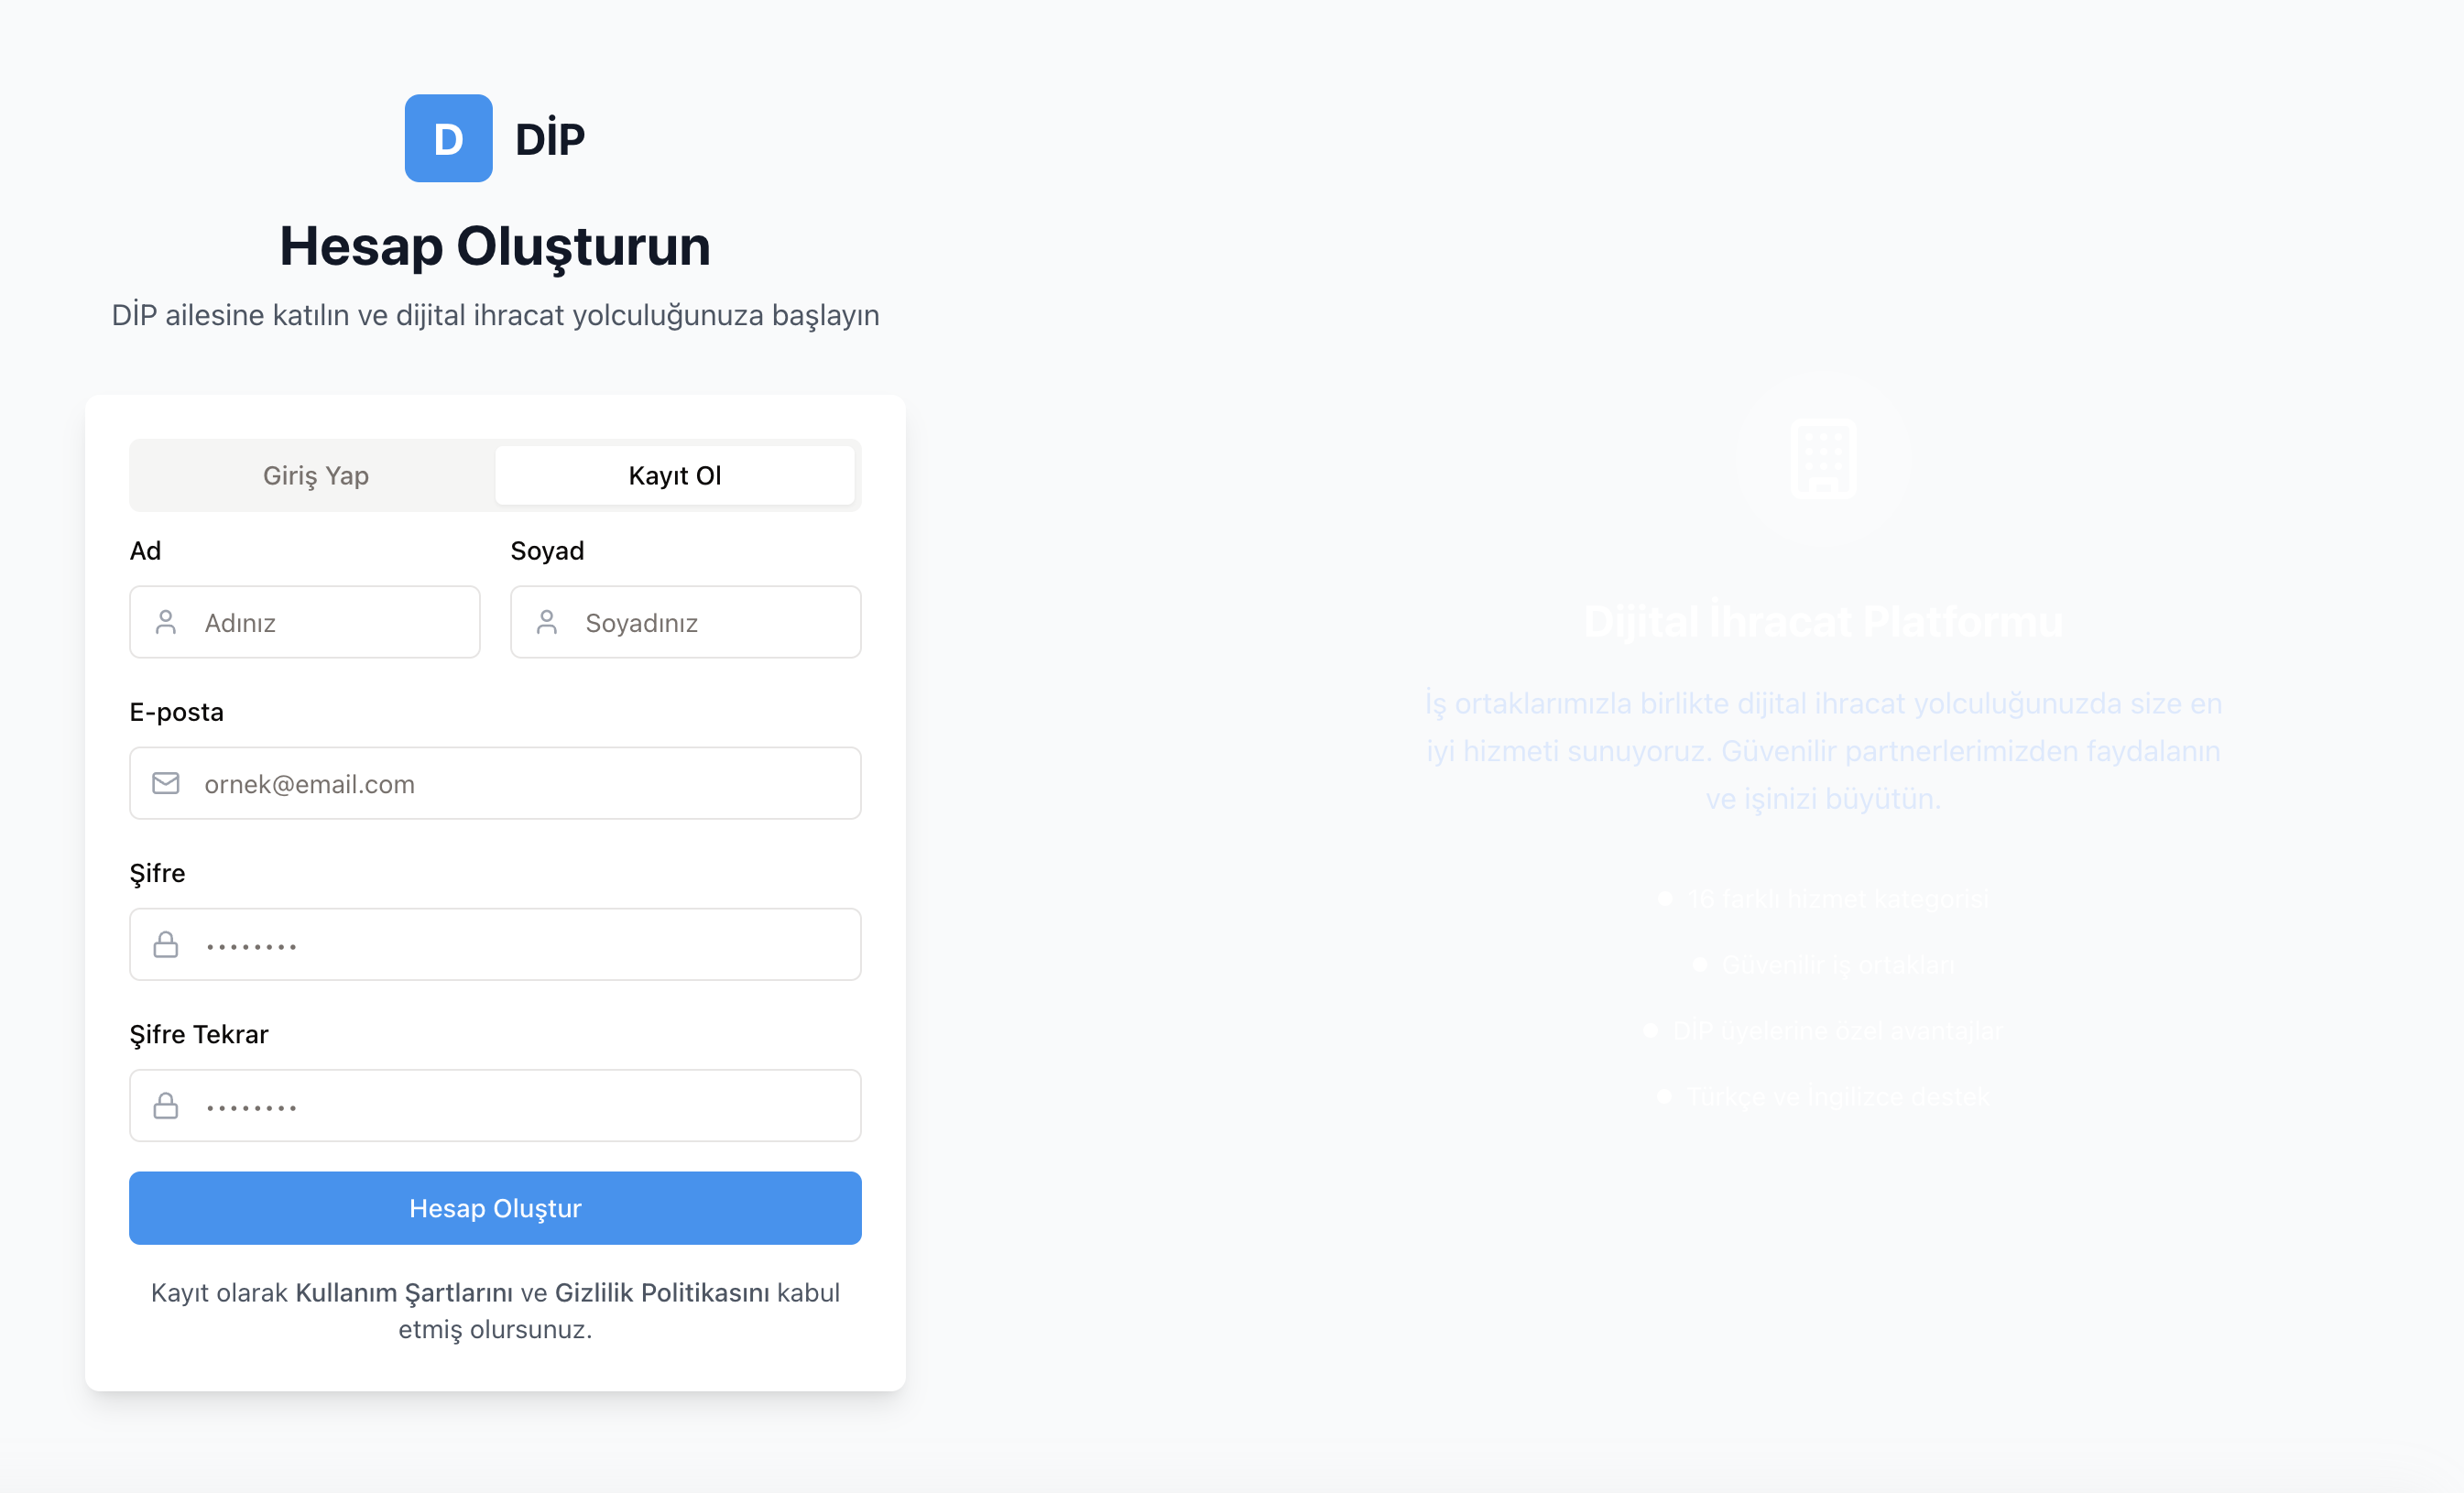 D DİP
Hesap Oluşturun
DİP ailesine katılın ve dijital ihracat yolculuğunuza başlayın
Giriş Yap Kayıt Ol
Ad Soyad
Adınız Soyadınız
E-posta
ornek@email.com
Şifre
••••••••
Şifre Tekrar
••••••••
Hesap Oluştur
Kayıt olarak Kullanım Şartlarını ve Gizlilik Politikasını kabul
etmiş olursunuz.
Dijital İhracat Platformu
İş ortaklarımızla birlikte dijital ihracat yolculuğunuzda size en
iyi hizmeti sunuyoruz. Güvenilir partnerlerimizden faydalanın
ve işinizi büyütün.
16 farklı hizmet kategorisi
Güvenilir iş ortakları
DİP üyelerine özel avantajlar
Türkçe ve İngilizce destek